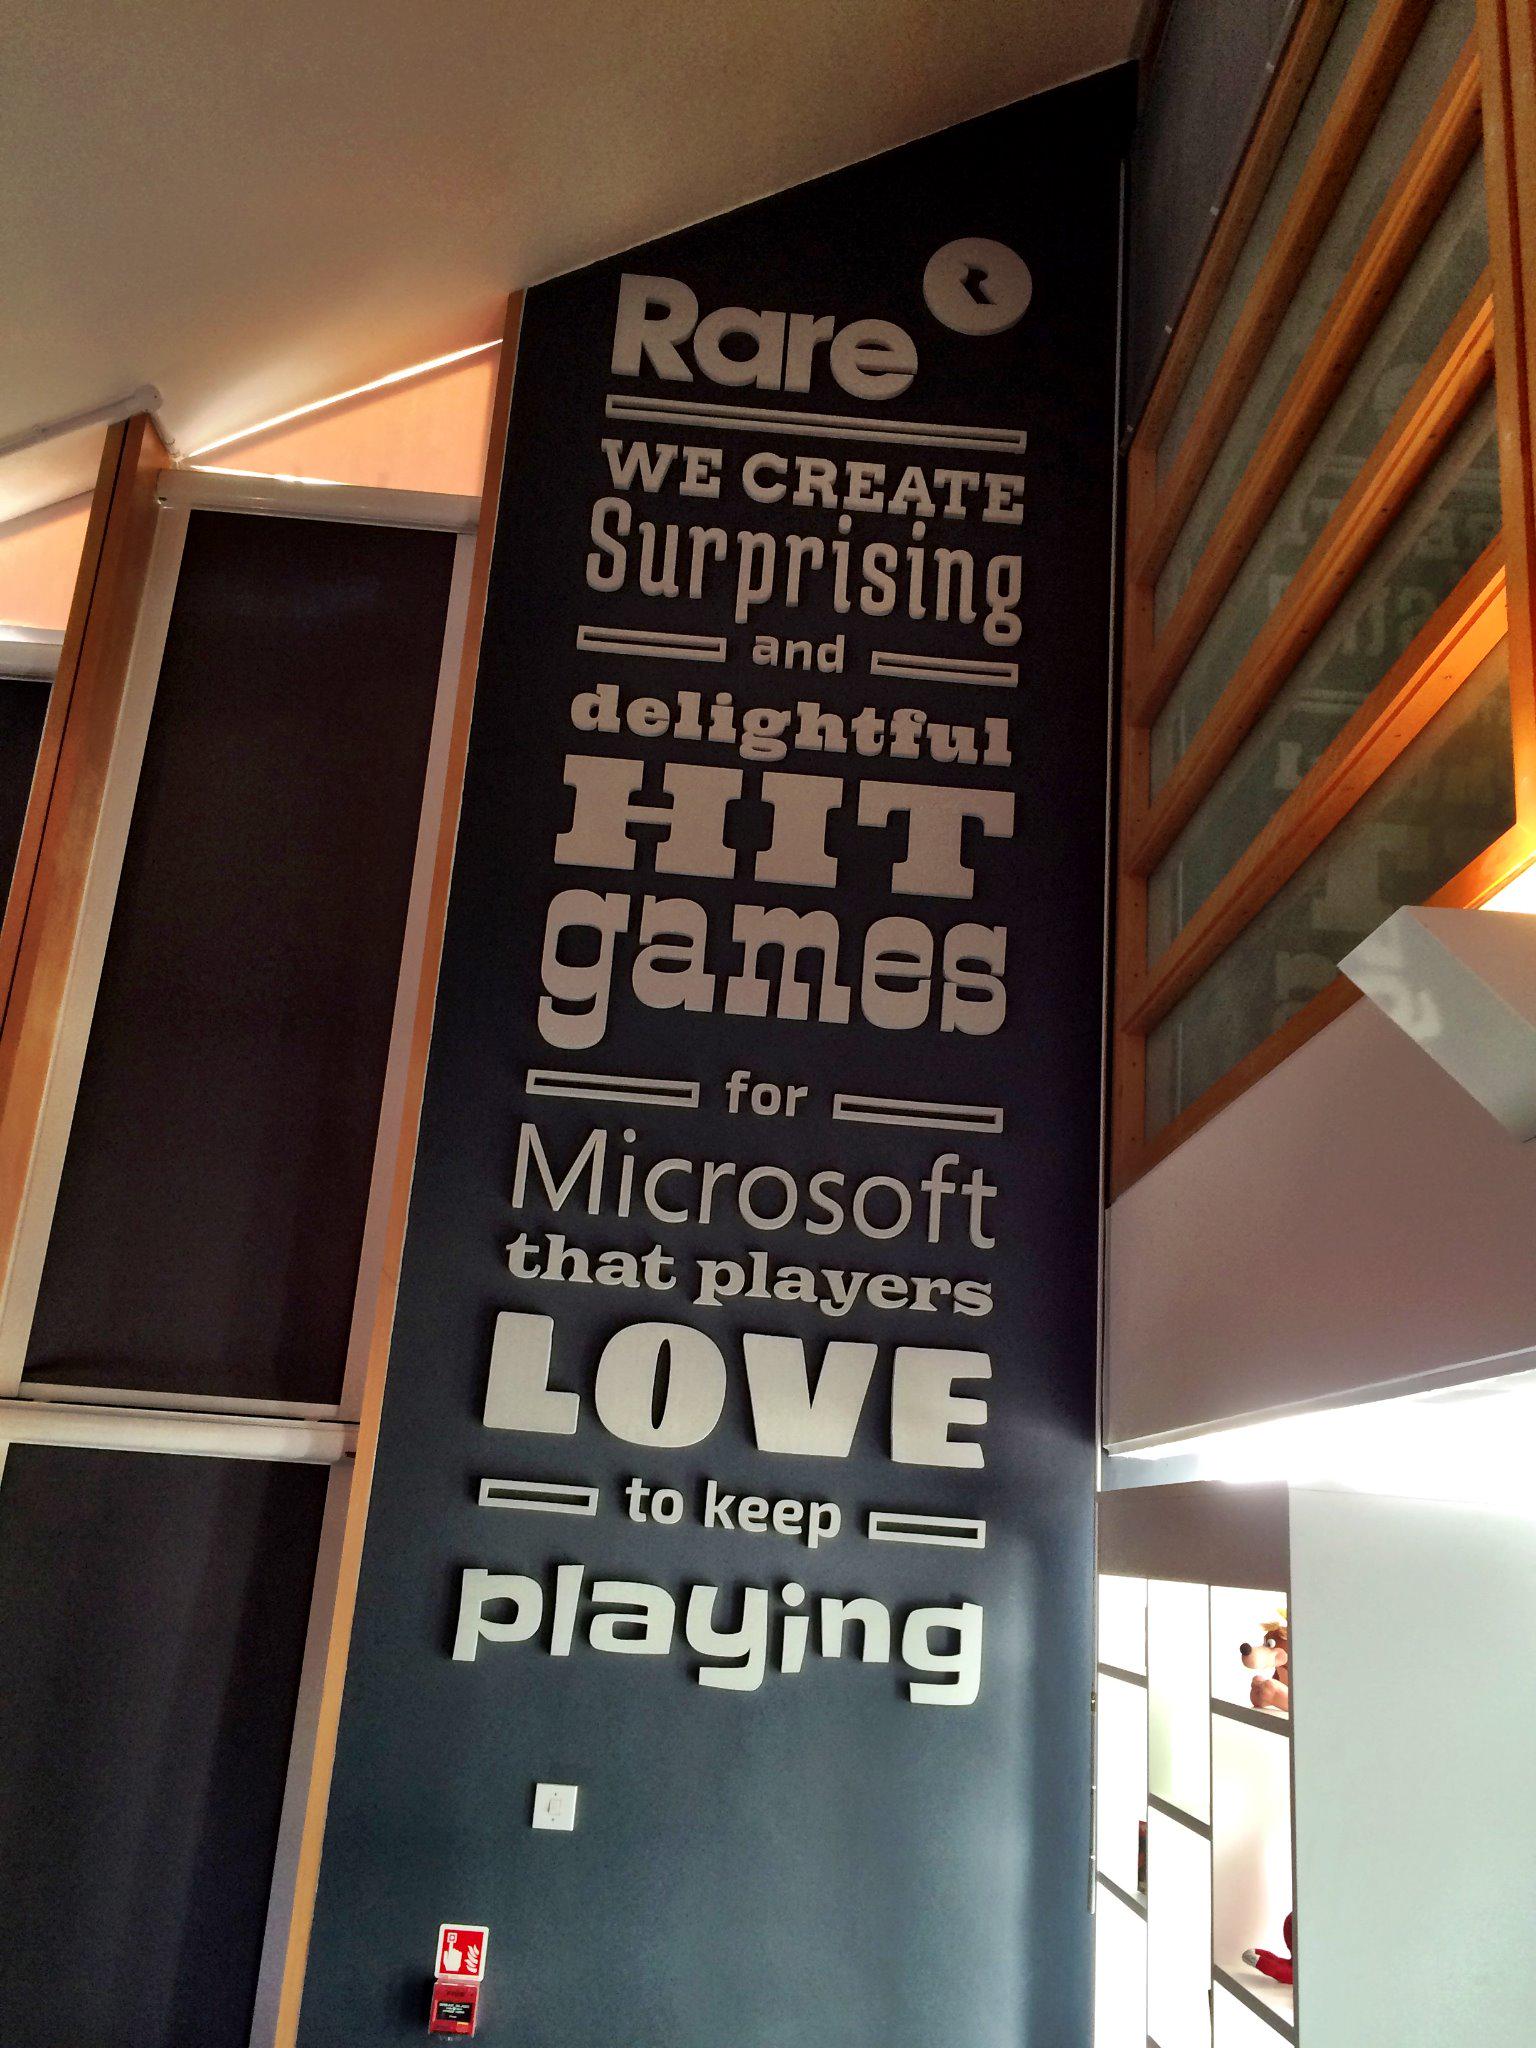 Rare R
WE CREATE
Surprising
and
delightful
HIT
games
for
Microsoft
that players
LOVE
to keep
playing